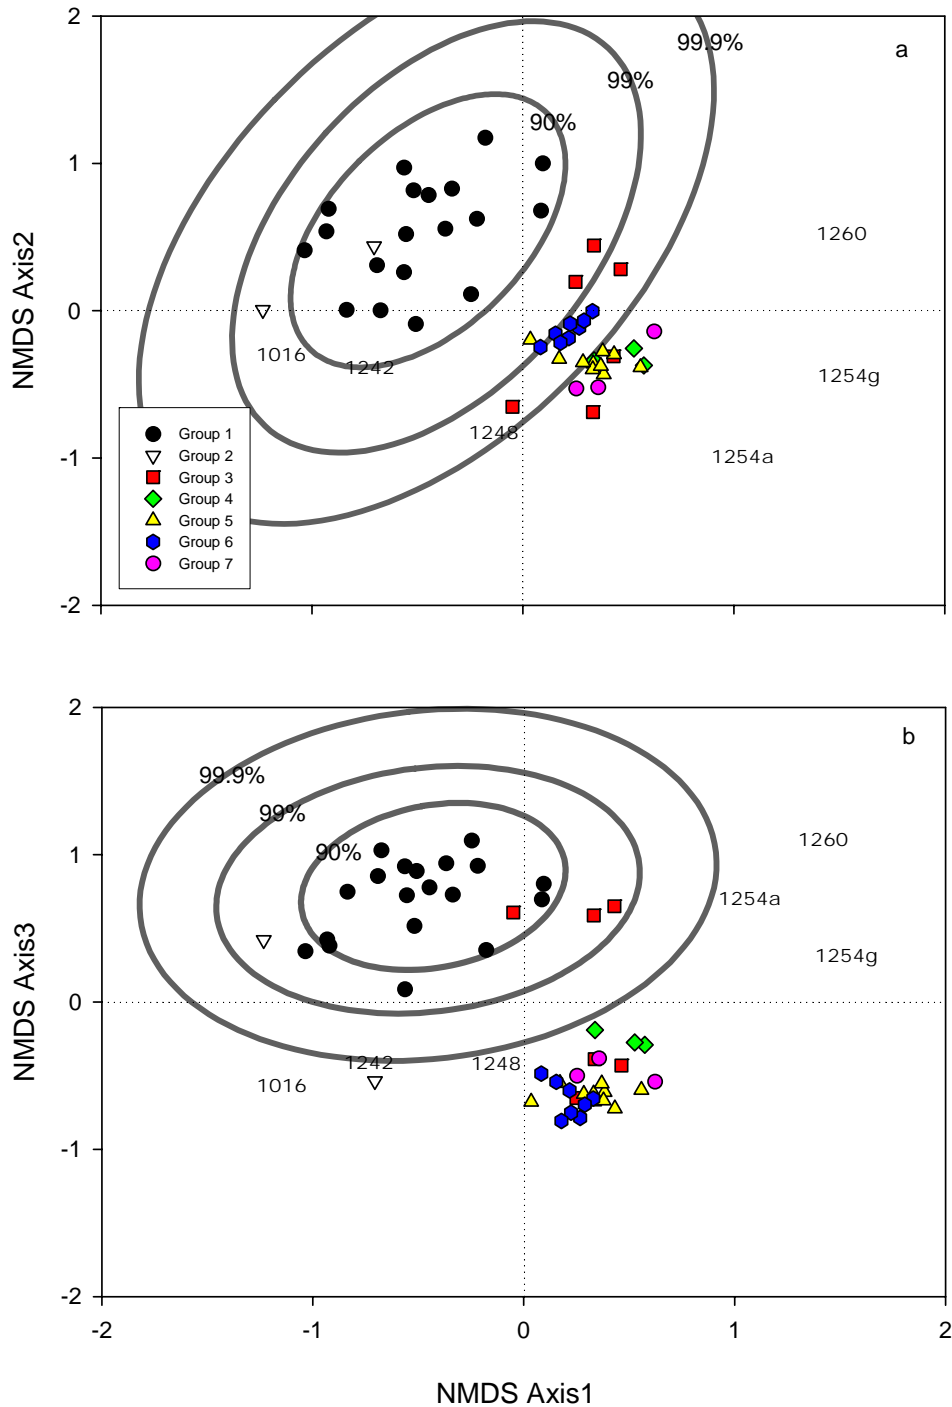 2
99.9%
a
99%
90%
1
1260
NMDS Axis2
0
1016
1242
1254g
1248
1254a
-1
Group 1
Group 2
Group 3
Group 4
Group 5
Group 6
Group 7
-2
2
b
99.9%
99%
90%
1
1260
1254a
1254g
NMDS Axis3
0
1242
1248
1016
-1
-2
-2 -1 0 1 2
NMDS Axis1